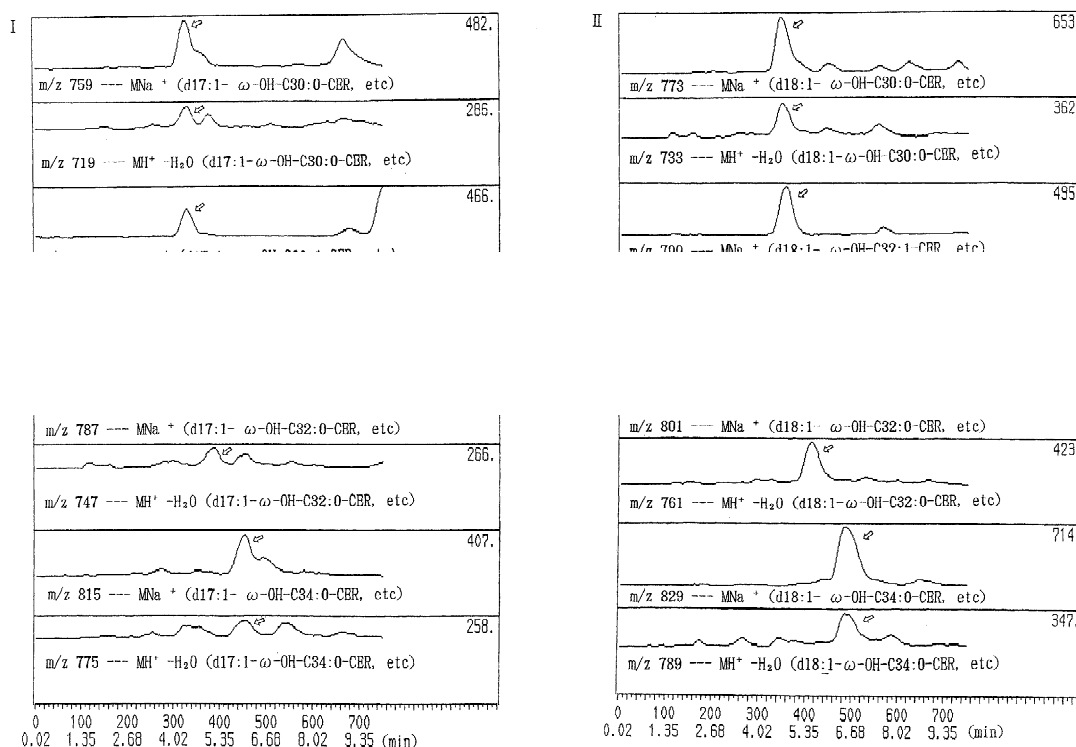 I
482.
m/z 759 --- MNa + (d17:1- ω-OH-C30:0-CER, etc)
286.
m/z 719 --- MH+ -H₂O (d17:1-ω-OH-C30:0-CER, etc)
466.
m/z 787 --- MNa + (d17:1- ω-OH-C32:0-CER, etc)
266.
m/z 747 --- MH+ -H₂O (d17:1-ω-OH-C32:0-CER, etc)
407.
m/z 815 --- MNa + (d17:1- ω-OH-C34:0-CER, etc)
258.
m/z 775 --- MH+ -H₂O (d17:1-ω-OH-C34:0-CER, etc)
0 100 200 300 400 500 600 700
0.02 1.35 2.68 4.02 5.35 6.68 8.02 9.35 (min)
II
653
m/z 773 --- MNa + (d18:1- ω-OH-C30:0-CER, etc)
362
m/z 733 --- MH+ -H₂O (d18:1-ω-OH-C30:0-CER, etc)
495
MNa + (d18:1- ω-OH-C32:1-CER, etc)
m/z 801 --- MNa + (d18:1- ω-OH-C32:0-CER, etc)
423
m/z 761 --- MH+ -H₂O (d18:1-ω-OH-C32:0-CER, etc)
714
m/z 829 --- MNa + (d18:1- ω-OH-C34:0-CER, etc)
347.
m/z 789 --- MH+ -H₂O (d18:1-ω-OH-C34:0-CER, etc)
0 100 200 300 400 500 600 700
0.02 1.35 2.68 4.02 5.35 6.68 8.02 9.35 (min)